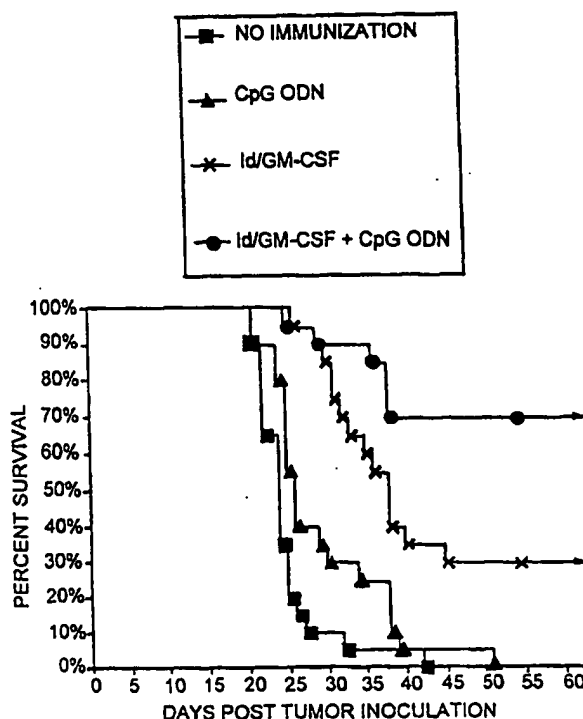 NO IMMUNIZATION
CpG ODN
Id/GM-CSF
Id/GM-CSF + CpG ODN
100%
90%
80%
70%
60%
50%
40%
30%
20%
10%
0%
PERCENT SURVIVAL
0 5 10 15 20 25 30 35 40 45 50 55 60
DAYS POST TUMOR INOCULATION